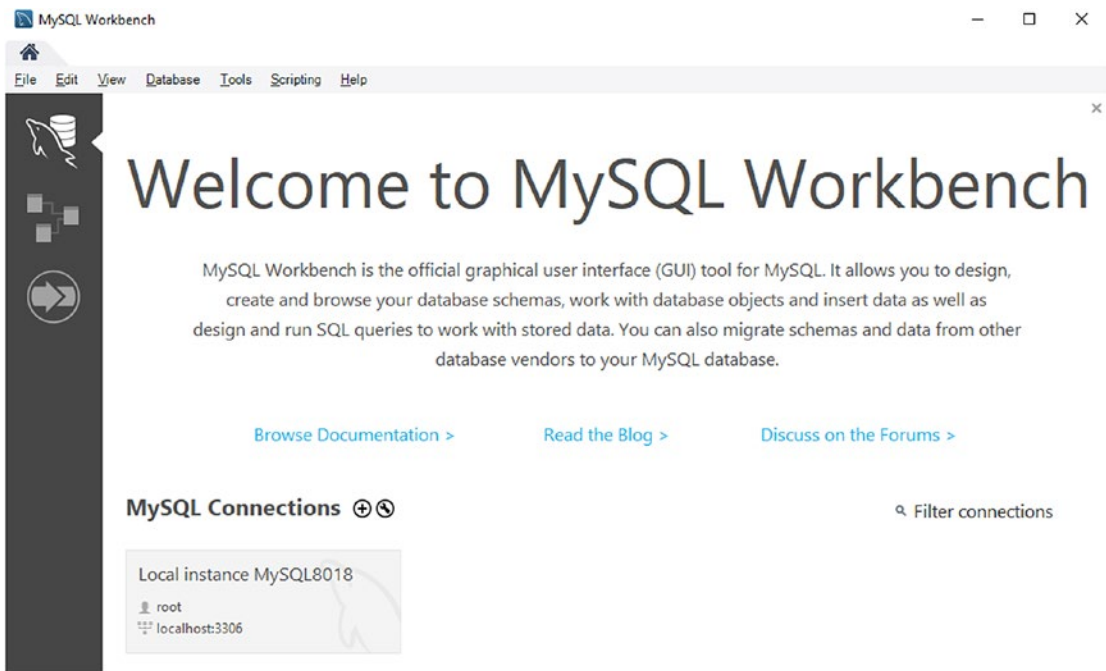 MySQL Workbench
File Edit View Database Tools Scripting Help
Welcome to MySQL Workbench
MySQL Workbench is the official graphical user interface (GUI) tool for MySQL. It allows you to design,
create and browse your database schemas, work with database objects and insert data as well as
design and run SQL queries to work with stored data. You can also migrate schemas and data from other
database vendors to your MySQL database.
Browse Documentation > Read the Blog > Discuss on the Forums >
MySQL Connections Filter connections
Local instance MySQL8018
root
localhost:3306